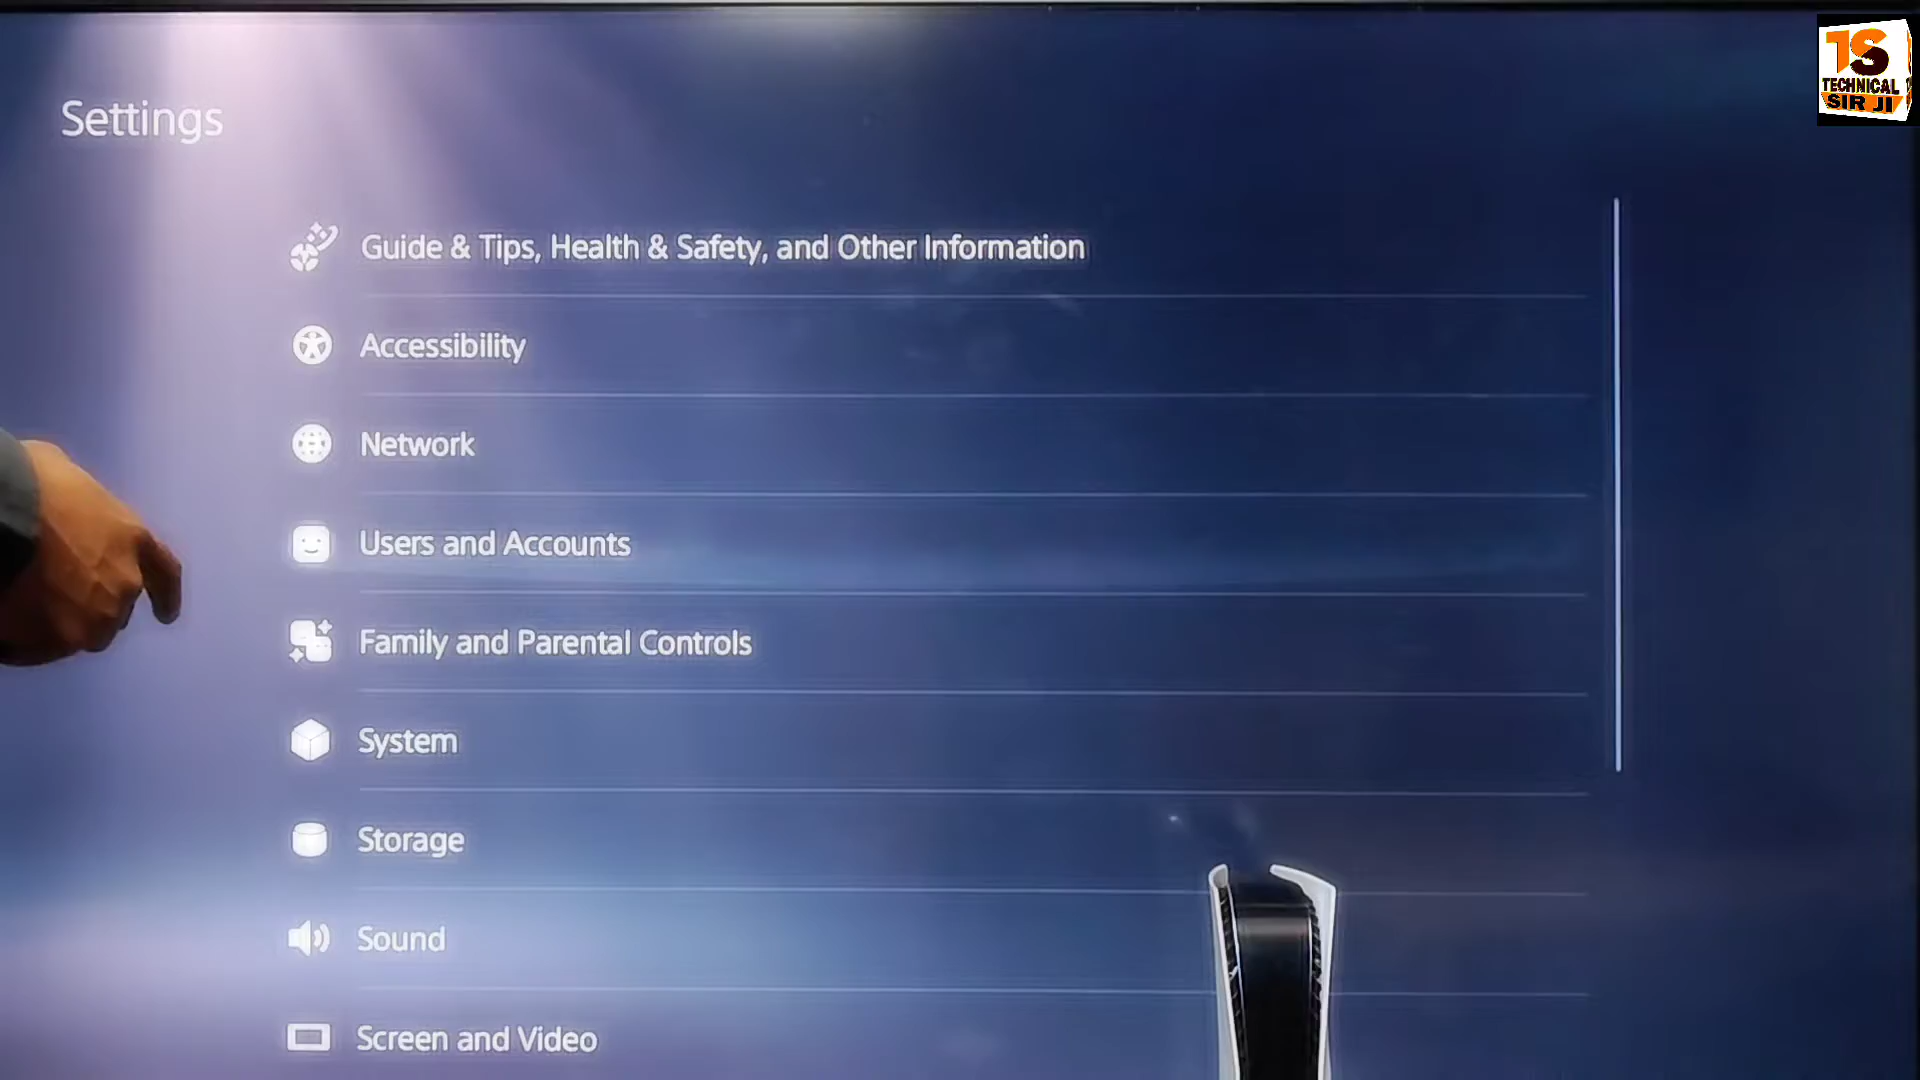 1S
TECHNICAL
SIR JI
Settings
Guide & Tips, Health & Safety, and Other Information
Accessibility
Network
Users and Accounts
Family and Parental Controls
System
Storage
Sound
Screen and Video